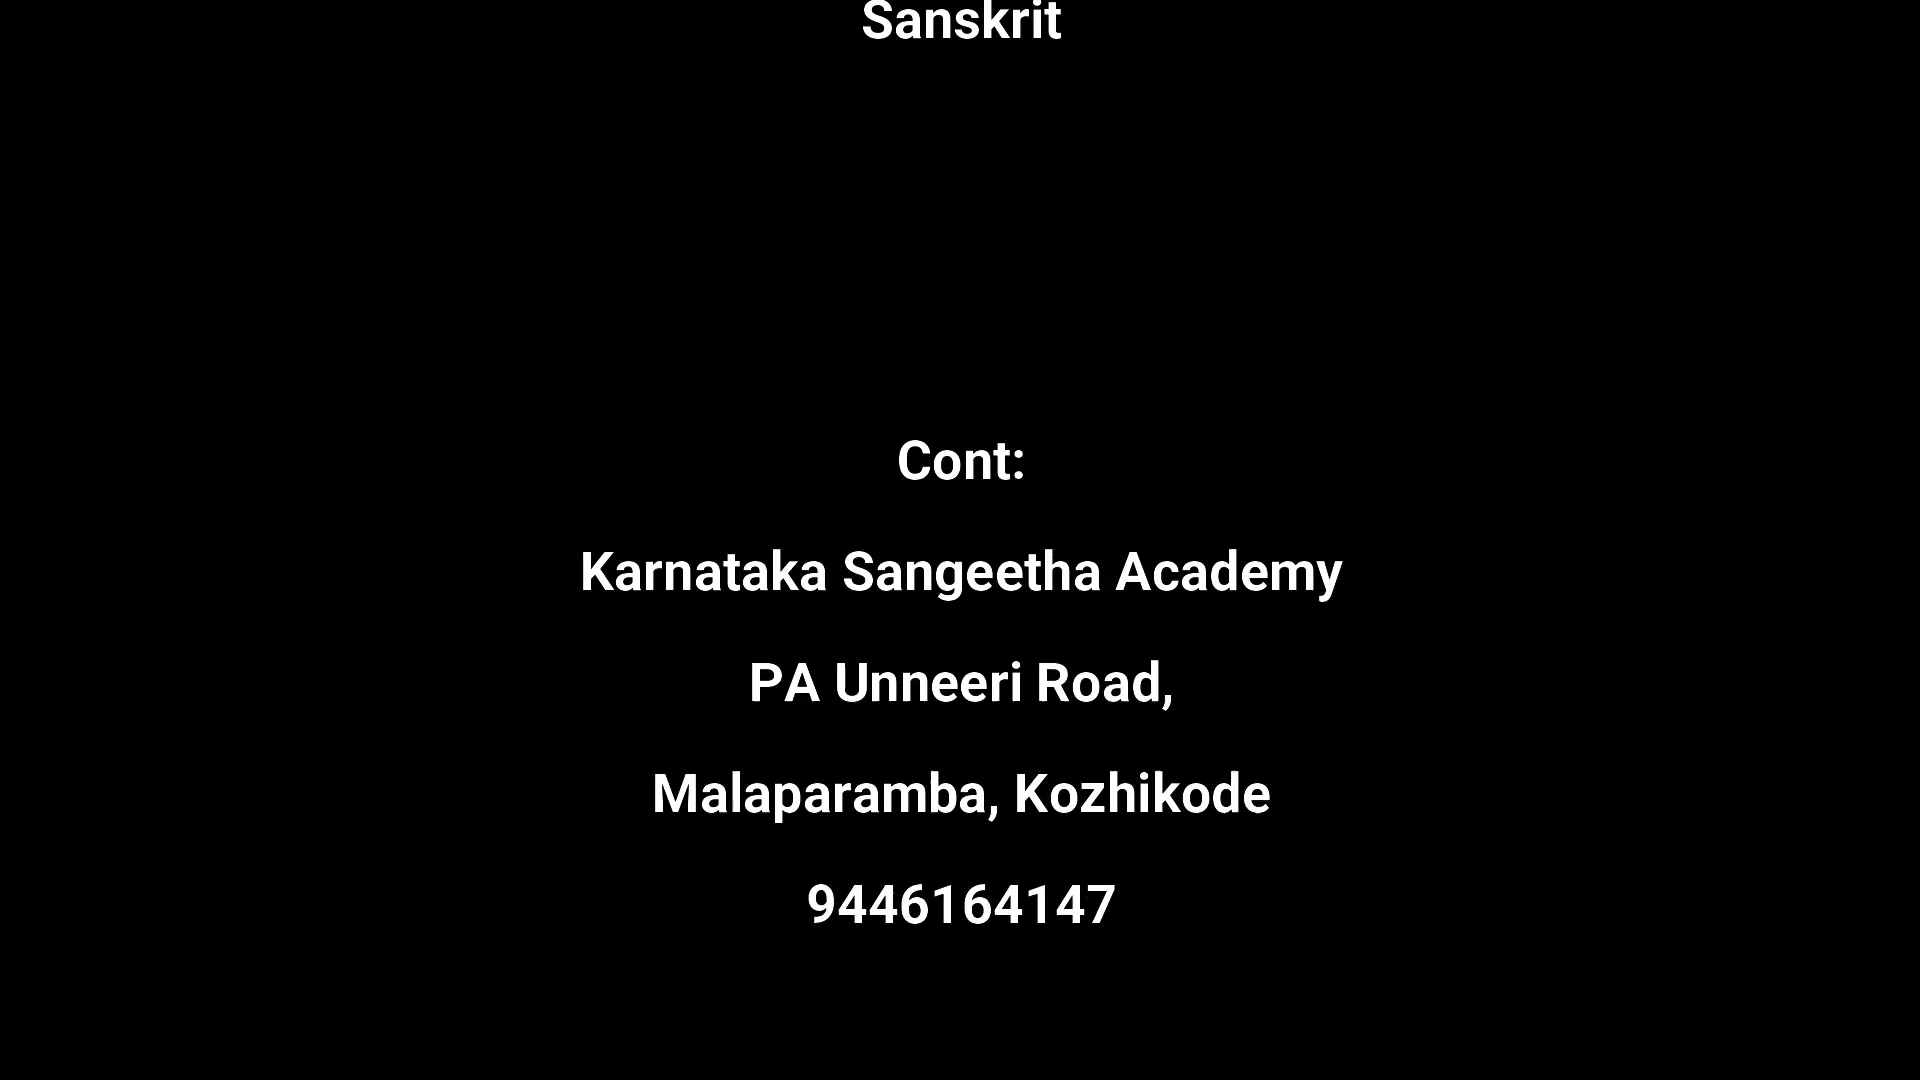 Sanskrit
Cont:
Karnataka Sangeetha Academy
PA Unneeri Road,
Malaparamba, Kozhikode
9446164147